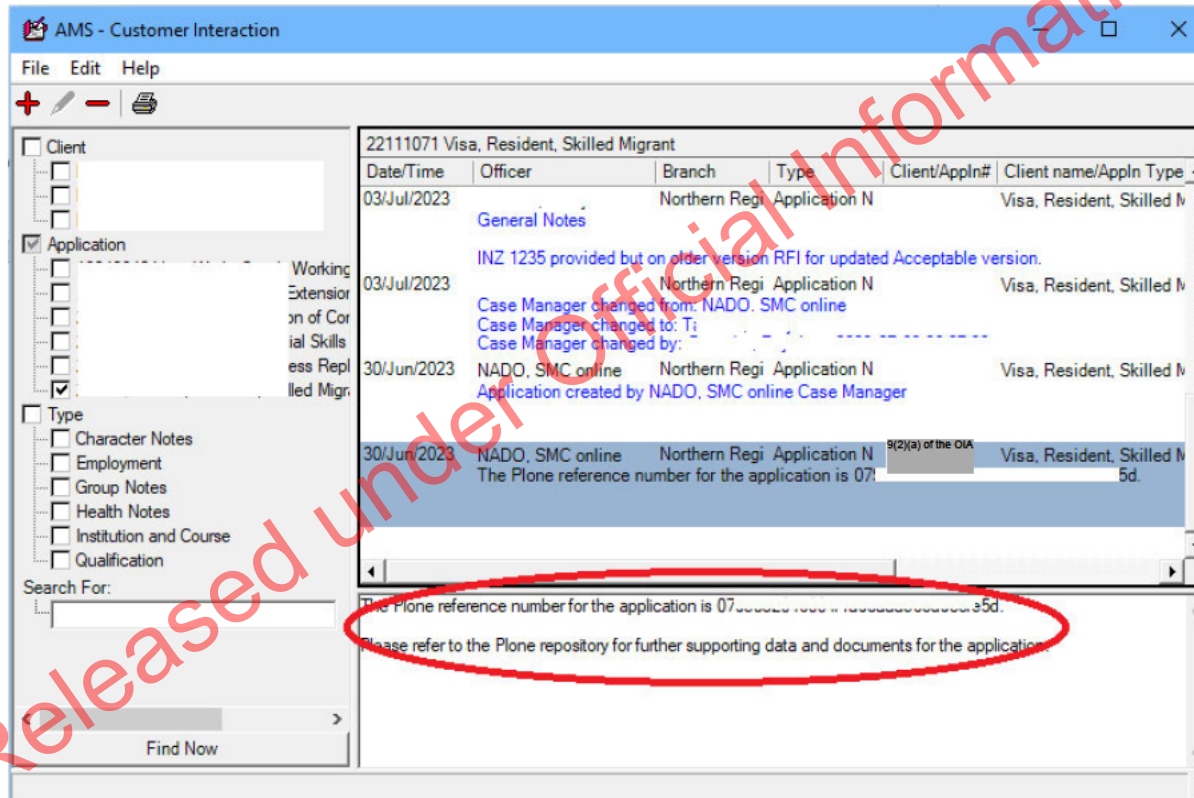 AMS - Customer Interaction
File Edit Help
Client
Application
Working
Extension
on of Cor
ial Skills
ess Repl
lled Migr
Type
Character Notes
Employment
Group Notes
Health Notes
Institution and Course
Qualification
Search For:
Find Now
22111071 Visa, Resident, Skilled Migrant
Date/Time Officer Branch Type Client/Appln# Client name/Appln Type
03/Jul/2023 Northern Regi Application N Visa, Resident, Skilled M
General Notes
INZ 1235 provided but on older version RFI for updated Acceptable version.
03/Jul/2023 Northern Regi Application N Visa, Resident, Skilled M
Case Manager changed from: NADO. SMC online
Case Manager changed to: T
Case Manager changed by:
30/Jun/2023 NADO, SMC online Northern Regi Application N Visa, Resident, Skilled M
Application created by NADO, SMC online Case Manager
30/Jun/2023 NADO, SMC online Northern Regi Application N 9(2)(a) of the OIA Visa, Resident, Skilled M
The Plone reference number for the application is 07 5d.
The Plone reference number for the application is 07 5d.
Please refer to the Plone repository for further supporting data and documents for the application.
Released under Official Informati